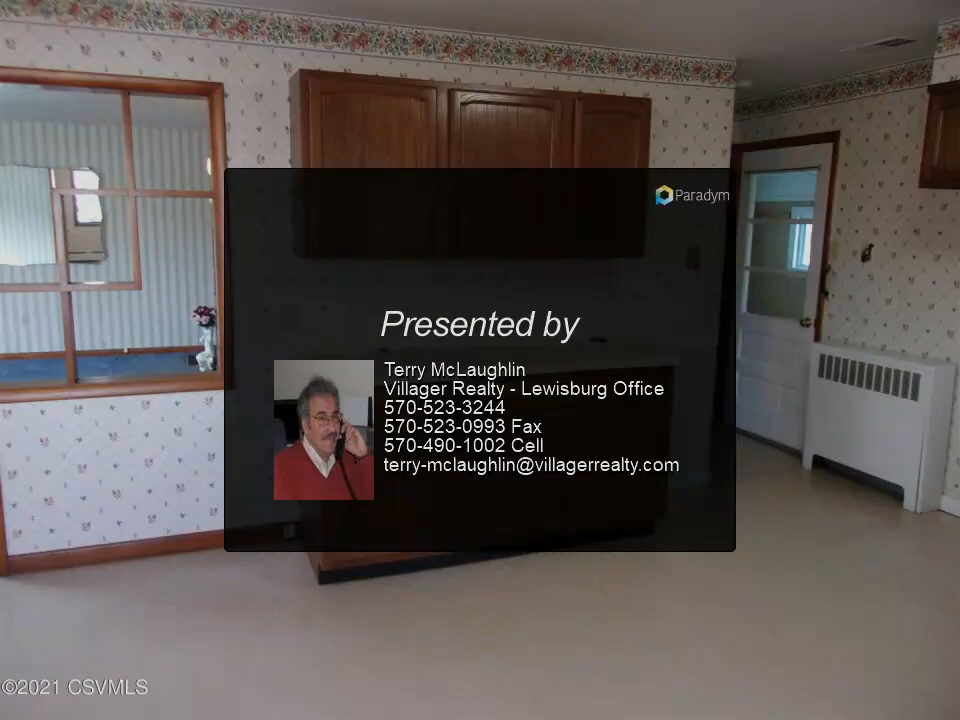 Paradym
Presented by
Terry McLaughlin
Villager Realty - Lewisburg Office
570-523-3244
570-523-0993 Fax
570-490-1002 Cell
terry-mclaughlin@villagerrealty.com
©2021 CSVMLS